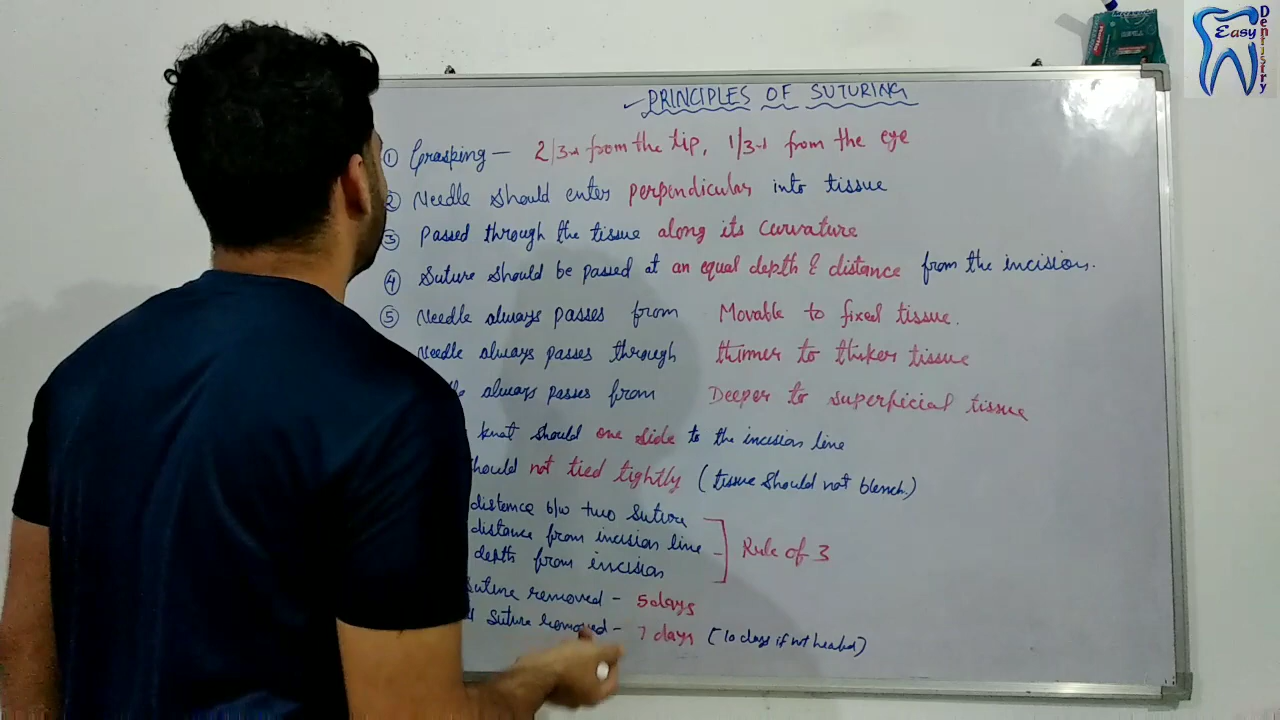 PRINCIPLES OF SUTURING
① Grasping – 2/3rd from the tip, 1/3rd from the eye
② Needle should enter perpendicular into tissue
③ Passed through the tissue along its curvature
④ Suture should be passed at an equal depth & distance from the incision.
⑤ Needle always passes from Movable to fixed tissue.
Needle always passes through thinner to thiker tissue
always passes from Deeper to superficial tissue
knot should one side to the incision line
should not tied tightly (tissue should not blench.)
distence b/w two suture
distance from incision line
depth from incision
Rule of 3
Suture removed – 5 days
suture removed – 7 days (10 days if not healed)
Easy
Dentistry